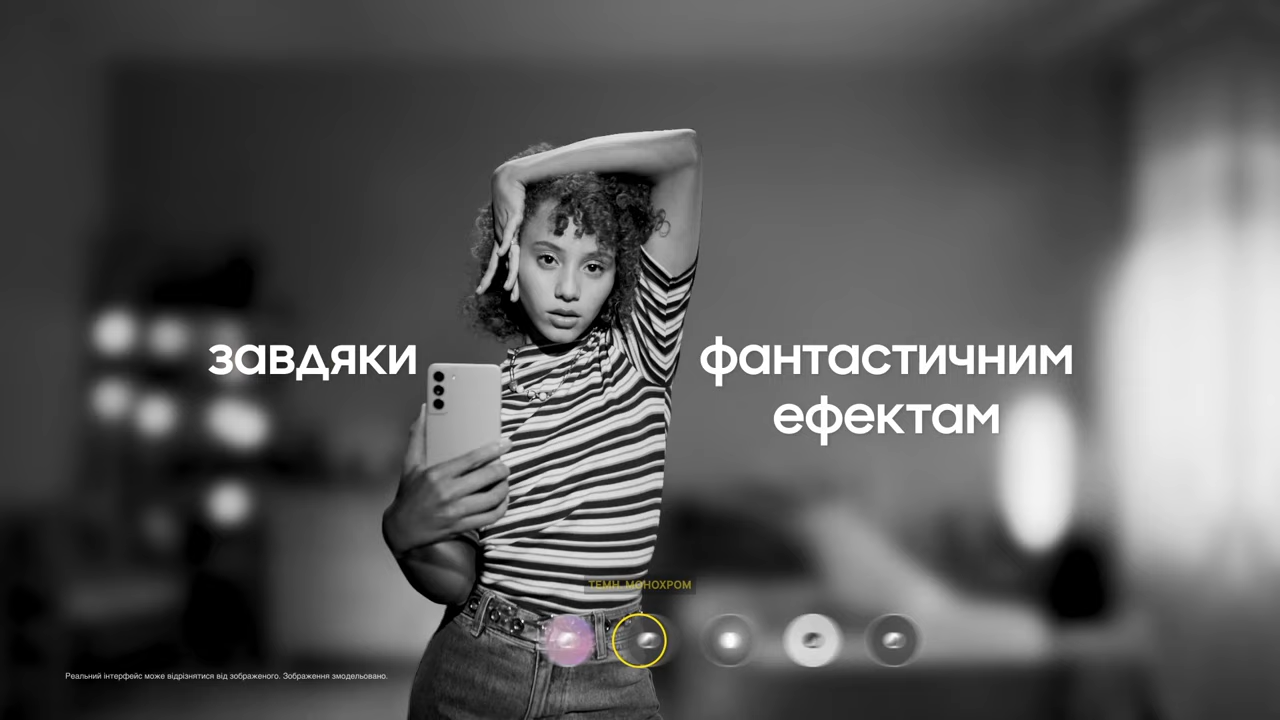 завдяки
фантастичним
ефектам
ТЕМН. МОНОХРОМ
Реальний інтерфейс може відрізнятися від зображеного. Зображення змодельовано.